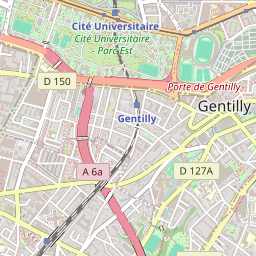 Cité Universitaire
Cité Universitaire
- Parc Est
D 150
Porte de Gentilly
Gentilly
Gentilly
A 6a
D 127A